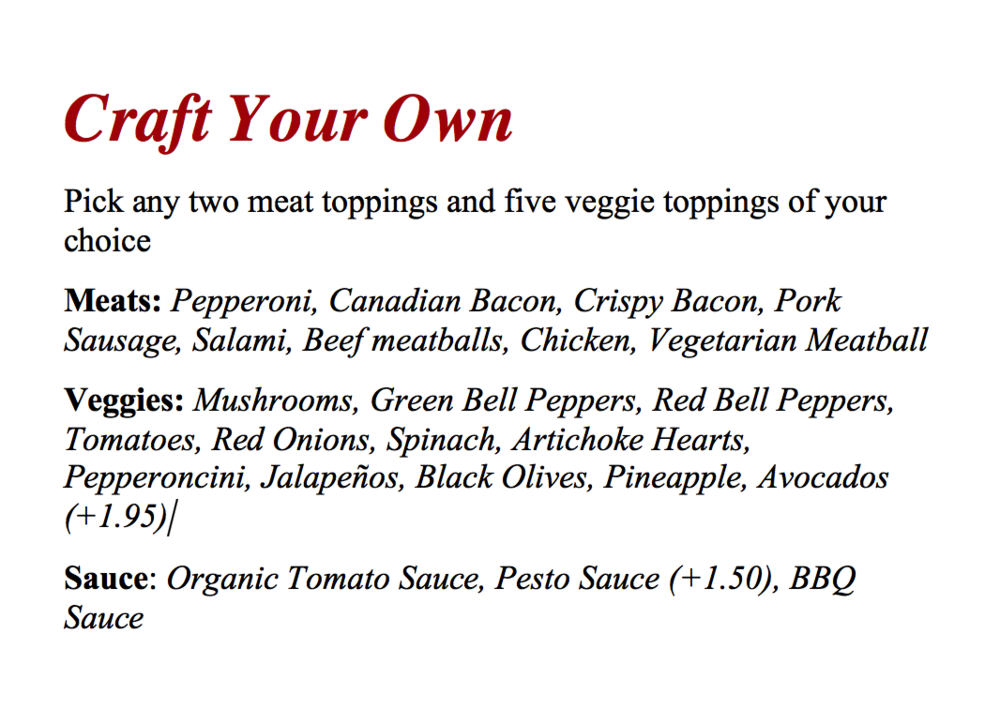 Craft Your Own
Pick any two meat toppings and five veggie toppings of your
choice
Meats: Pepperoni, Canadian Bacon, Crispy Bacon, Pork
Sausage, Salami, Beef meatballs, Chicken, Vegetarian Meatball
Veggies: Mushrooms, Green Bell Peppers, Red Bell Peppers,
Tomatoes, Red Onions, Spinach, Artichoke Hearts,
Pepperoncini, Jalapeños, Black Olives, Pineapple, Avocados
(+1.95)
Sauce: Organic Tomato Sauce, Pesto Sauce (+1.50), BBQ
Sauce